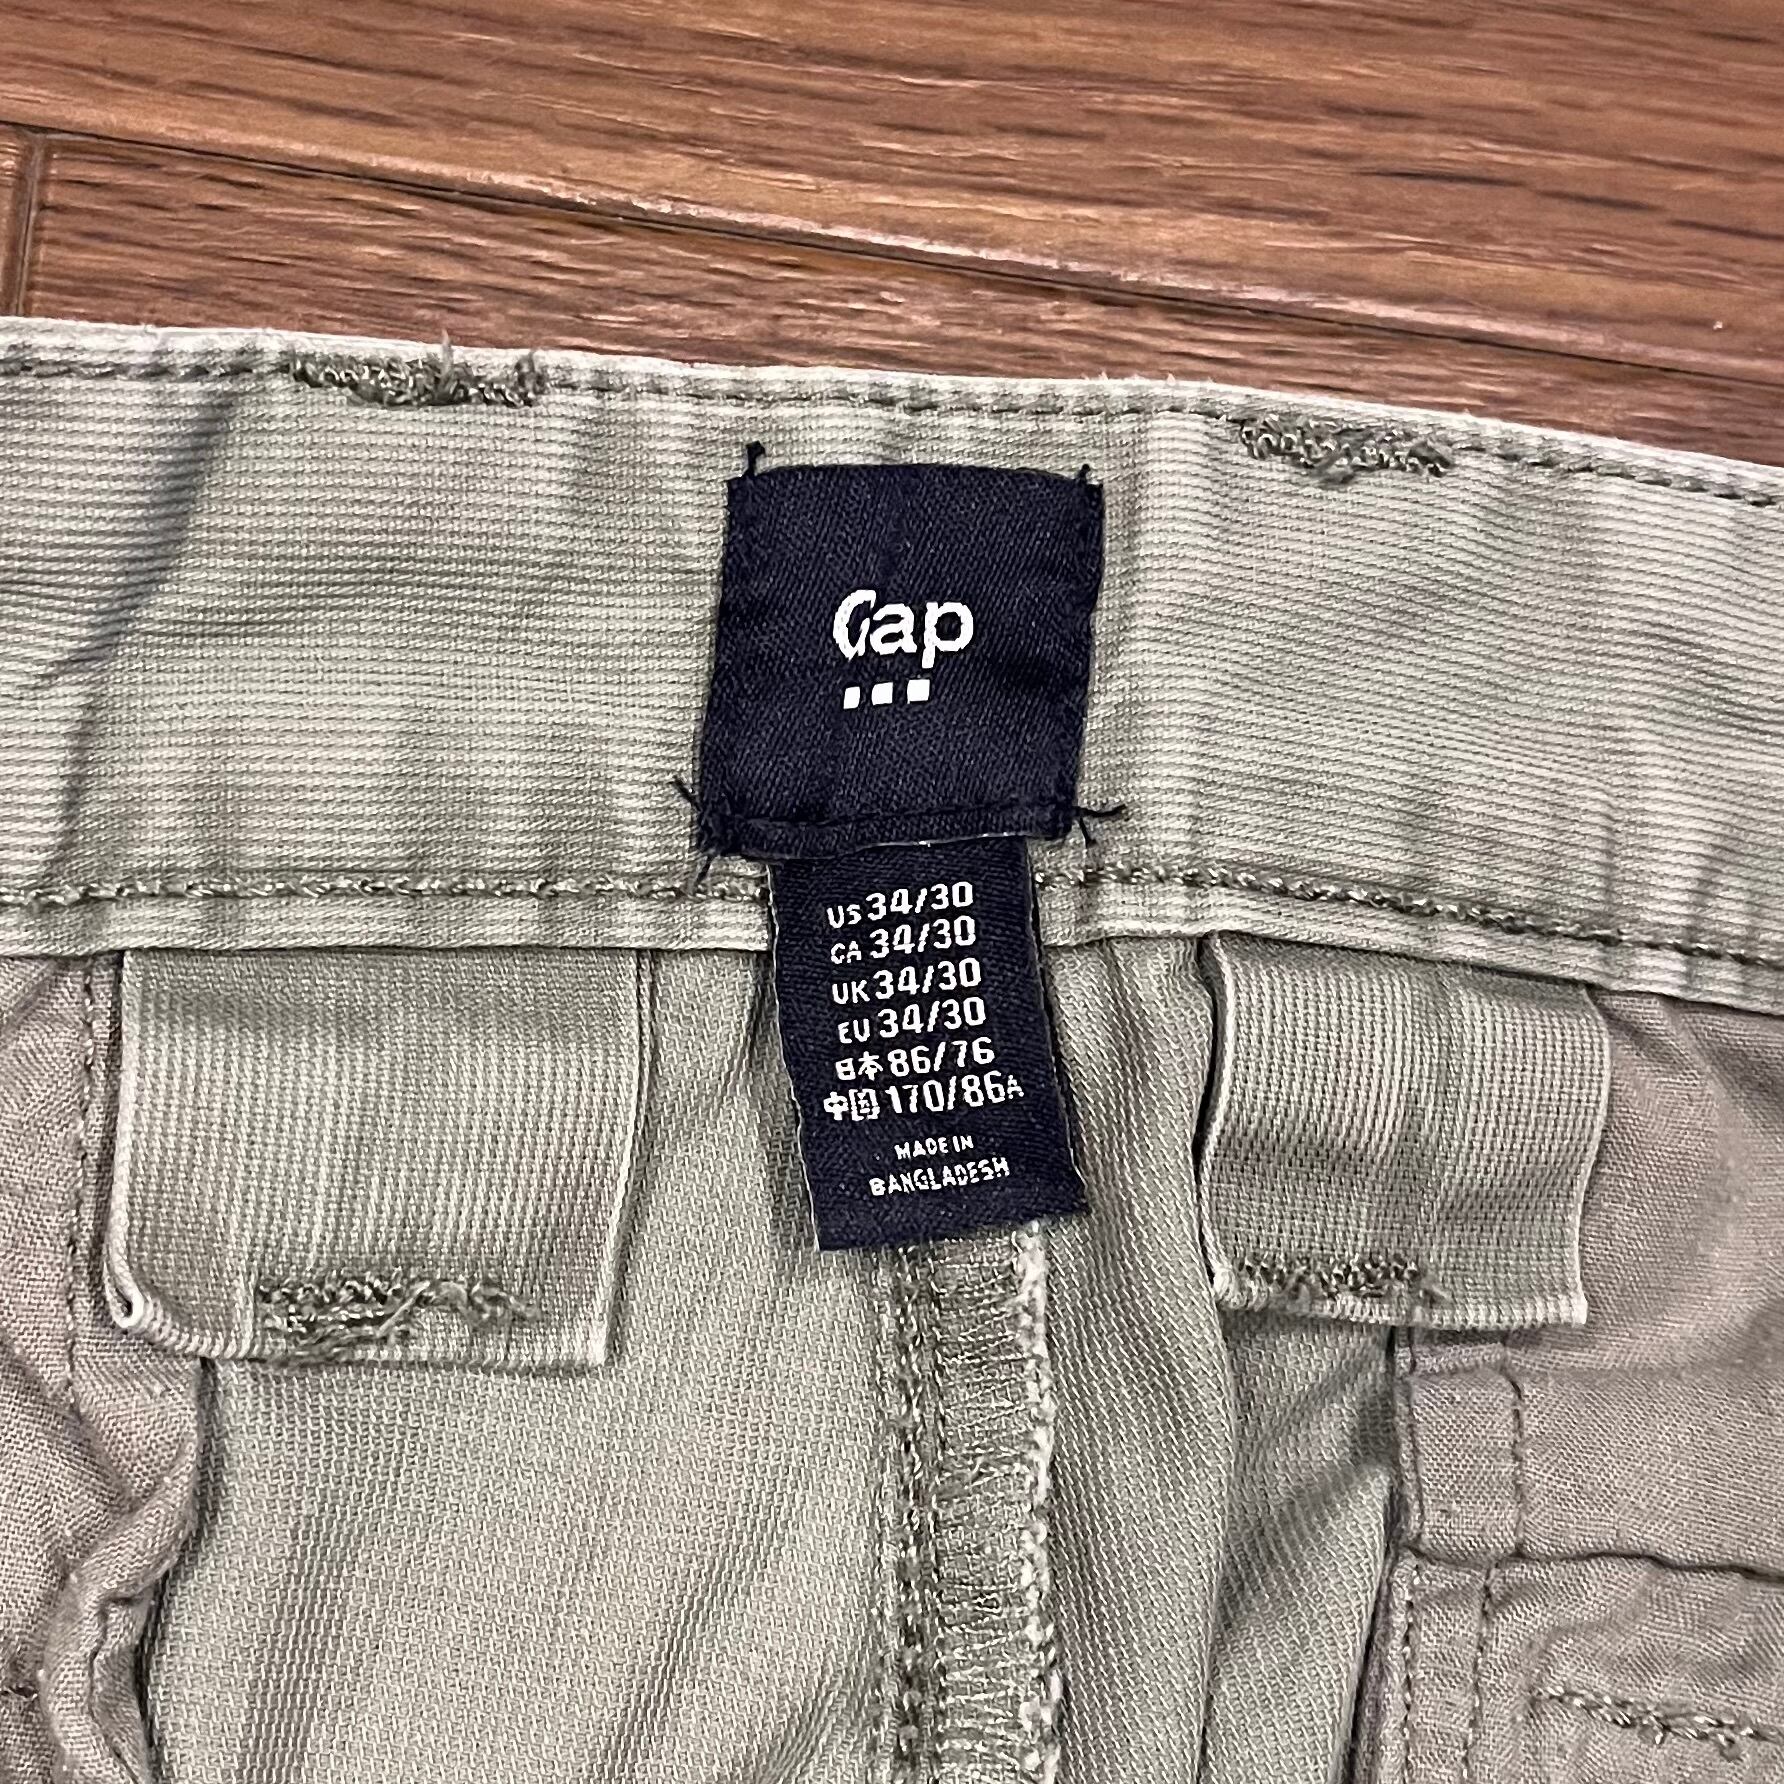 Gap
US 34/30
CA 34/30
UK 34/30
EU 34/30
日本 86/76
中国 170/86A
MADE IN
BANGLADESH